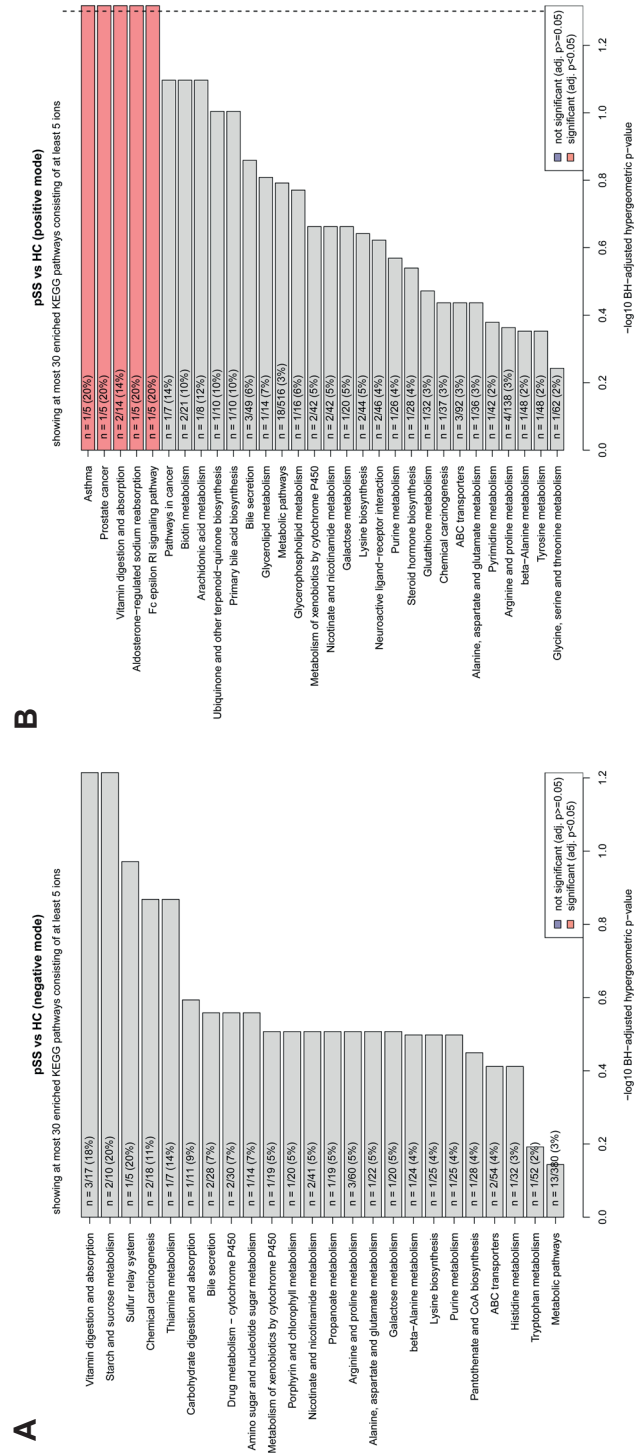 A
pSS vs HC (negative mode)
showing at most 30 enriched KEGG pathways consisting of at least 5 ions
Vitamin digestion and absorption
n = 3/17 (18%)
Starch and sucrose metabolism
n = 2/10 (20%)
Sulfur relay system
n = 1/5 (20%)
Chemical carcinogenesis
n = 2/18 (11%)
Thiamine metabolism
n = 1/7 (14%)
Carbohydrate digestion and absorption
n = 1/11 (9%)
Bile secretion
n = 2/28 (7%)
Drug metabolism − cytochrome P450
n = 2/30 (7%)
Amino sugar and nucleotide sugar metabolism
n = 1/14 (7%)
Metabolism of xenobiotics by cytochrome P450
n = 1/19 (5%)
Porphyrin and chlorophyll metabolism
n = 1/20 (5%)
Nicotinate and nicotinamide metabolism
n = 2/41 (5%)
Propanoate metabolism
n = 1/19 (5%)
Arginine and proline metabolism
n = 3/60 (5%)
Alanine, aspartate and glutamate metabolism
n = 1/22 (5%)
Galactose metabolism
n = 1/20 (5%)
beta−Alanine metabolism
n = 1/24 (4%)
Lysine biosynthesis
n = 1/25 (4%)
Purine metabolism
n = 1/25 (4%)
Pantothenate and CoA biosynthesis
n = 1/28 (4%)
ABC transporters
n = 2/54 (4%)
Histidine metabolism
n = 1/32 (3%)
Tryptophan metabolism
n = 1/52 (2%)
Metabolic pathways
n = 13/380 (3%)
0.0
0.2
0.4
0.6
0.8
1.0
1.2
−log10 BH−adjusted hypergeometric p−value
not significant (adj. p>=0.05)
significant (adj. p<0.05)
B
pSS vs HC (positive mode)
showing at most 30 enriched KEGG pathways consisting of at least 5 ions
Asthma
n = 1/5 (20%)
Prostate cancer
n = 1/5 (20%)
Vitamin digestion and absorption
n = 2/14 (14%)
Aldosterone−regulated sodium reabsorption
n = 1/5 (20%)
Fc epsilon RI signaling pathway
n = 1/5 (20%)
Pathways in cancer
n = 1/7 (14%)
Biotin metabolism
n = 2/21 (10%)
Arachidonic acid metabolism
n = 1/8 (12%)
Ubiquinone and other terpenoid−quinone biosynthesis
n = 1/10 (10%)
Primary bile acid biosynthesis
n = 1/10 (10%)
Bile secretion
n = 3/49 (6%)
Glycerolipid metabolism
n = 1/14 (7%)
Metabolic pathways
n = 18/516 (3%)
Glycerophospholipid metabolism
n = 1/16 (6%)
Metabolism of xenobiotics by cytochrome P450
n = 2/42 (5%)
Nicotinate and nicotinamide metabolism
n = 2/42 (5%)
Galactose metabolism
n = 1/20 (5%)
Lysine biosynthesis
n = 2/44 (5%)
Neuroactive ligand−receptor interaction
n = 2/46 (4%)
Purine metabolism
n = 1/26 (4%)
Steroid hormone biosynthesis
n = 1/28 (4%)
Glutathione metabolism
n = 1/32 (3%)
Chemical carcinogenesis
n = 1/37 (3%)
ABC transporters
n = 3/92 (3%)
Alanine, aspartate and glutamate metabolism
n = 1/36 (3%)
Pyrimidine metabolism
n = 1/42 (2%)
Arginine and proline metabolism
n = 4/138 (3%)
beta−Alanine metabolism
n = 1/48 (2%)
Tyrosine metabolism
n = 1/48 (2%)
Glycine, serine and threonine metabolism
n = 1/62 (2%)
0.0
0.2
0.4
0.6
0.8
1.0
1.2
−log10 BH−adjusted hypergeometric p−value
not significant (adj. p>=0.05)
significant (adj. p<0.05)